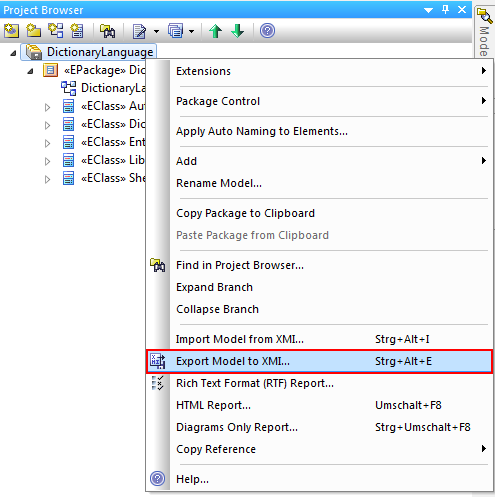 Project Browser
DictionaryLanguage
«EPackage» Dic
DictionaryLa
«EClass» Aut
«EClass» Dic
«EClass» Ent
«EClass» Lib
«EClass» She
Mode
Extensions
Package Control
Apply Auto Naming to Elements...
Add
Rename Model...
Copy Package to Clipboard
Paste Package from Clipboard
Find in Project Browser...
Expand Branch
Collapse Branch
Import Model from XMI... Strg+Alt+I
Export Model to XMI... Strg+Alt+E
Rich Text Format (RTF) Report...
HTML Report... Umschalt+F8
Diagrams Only Report... Strg+Umschalt+F8
Copy Reference
Help...